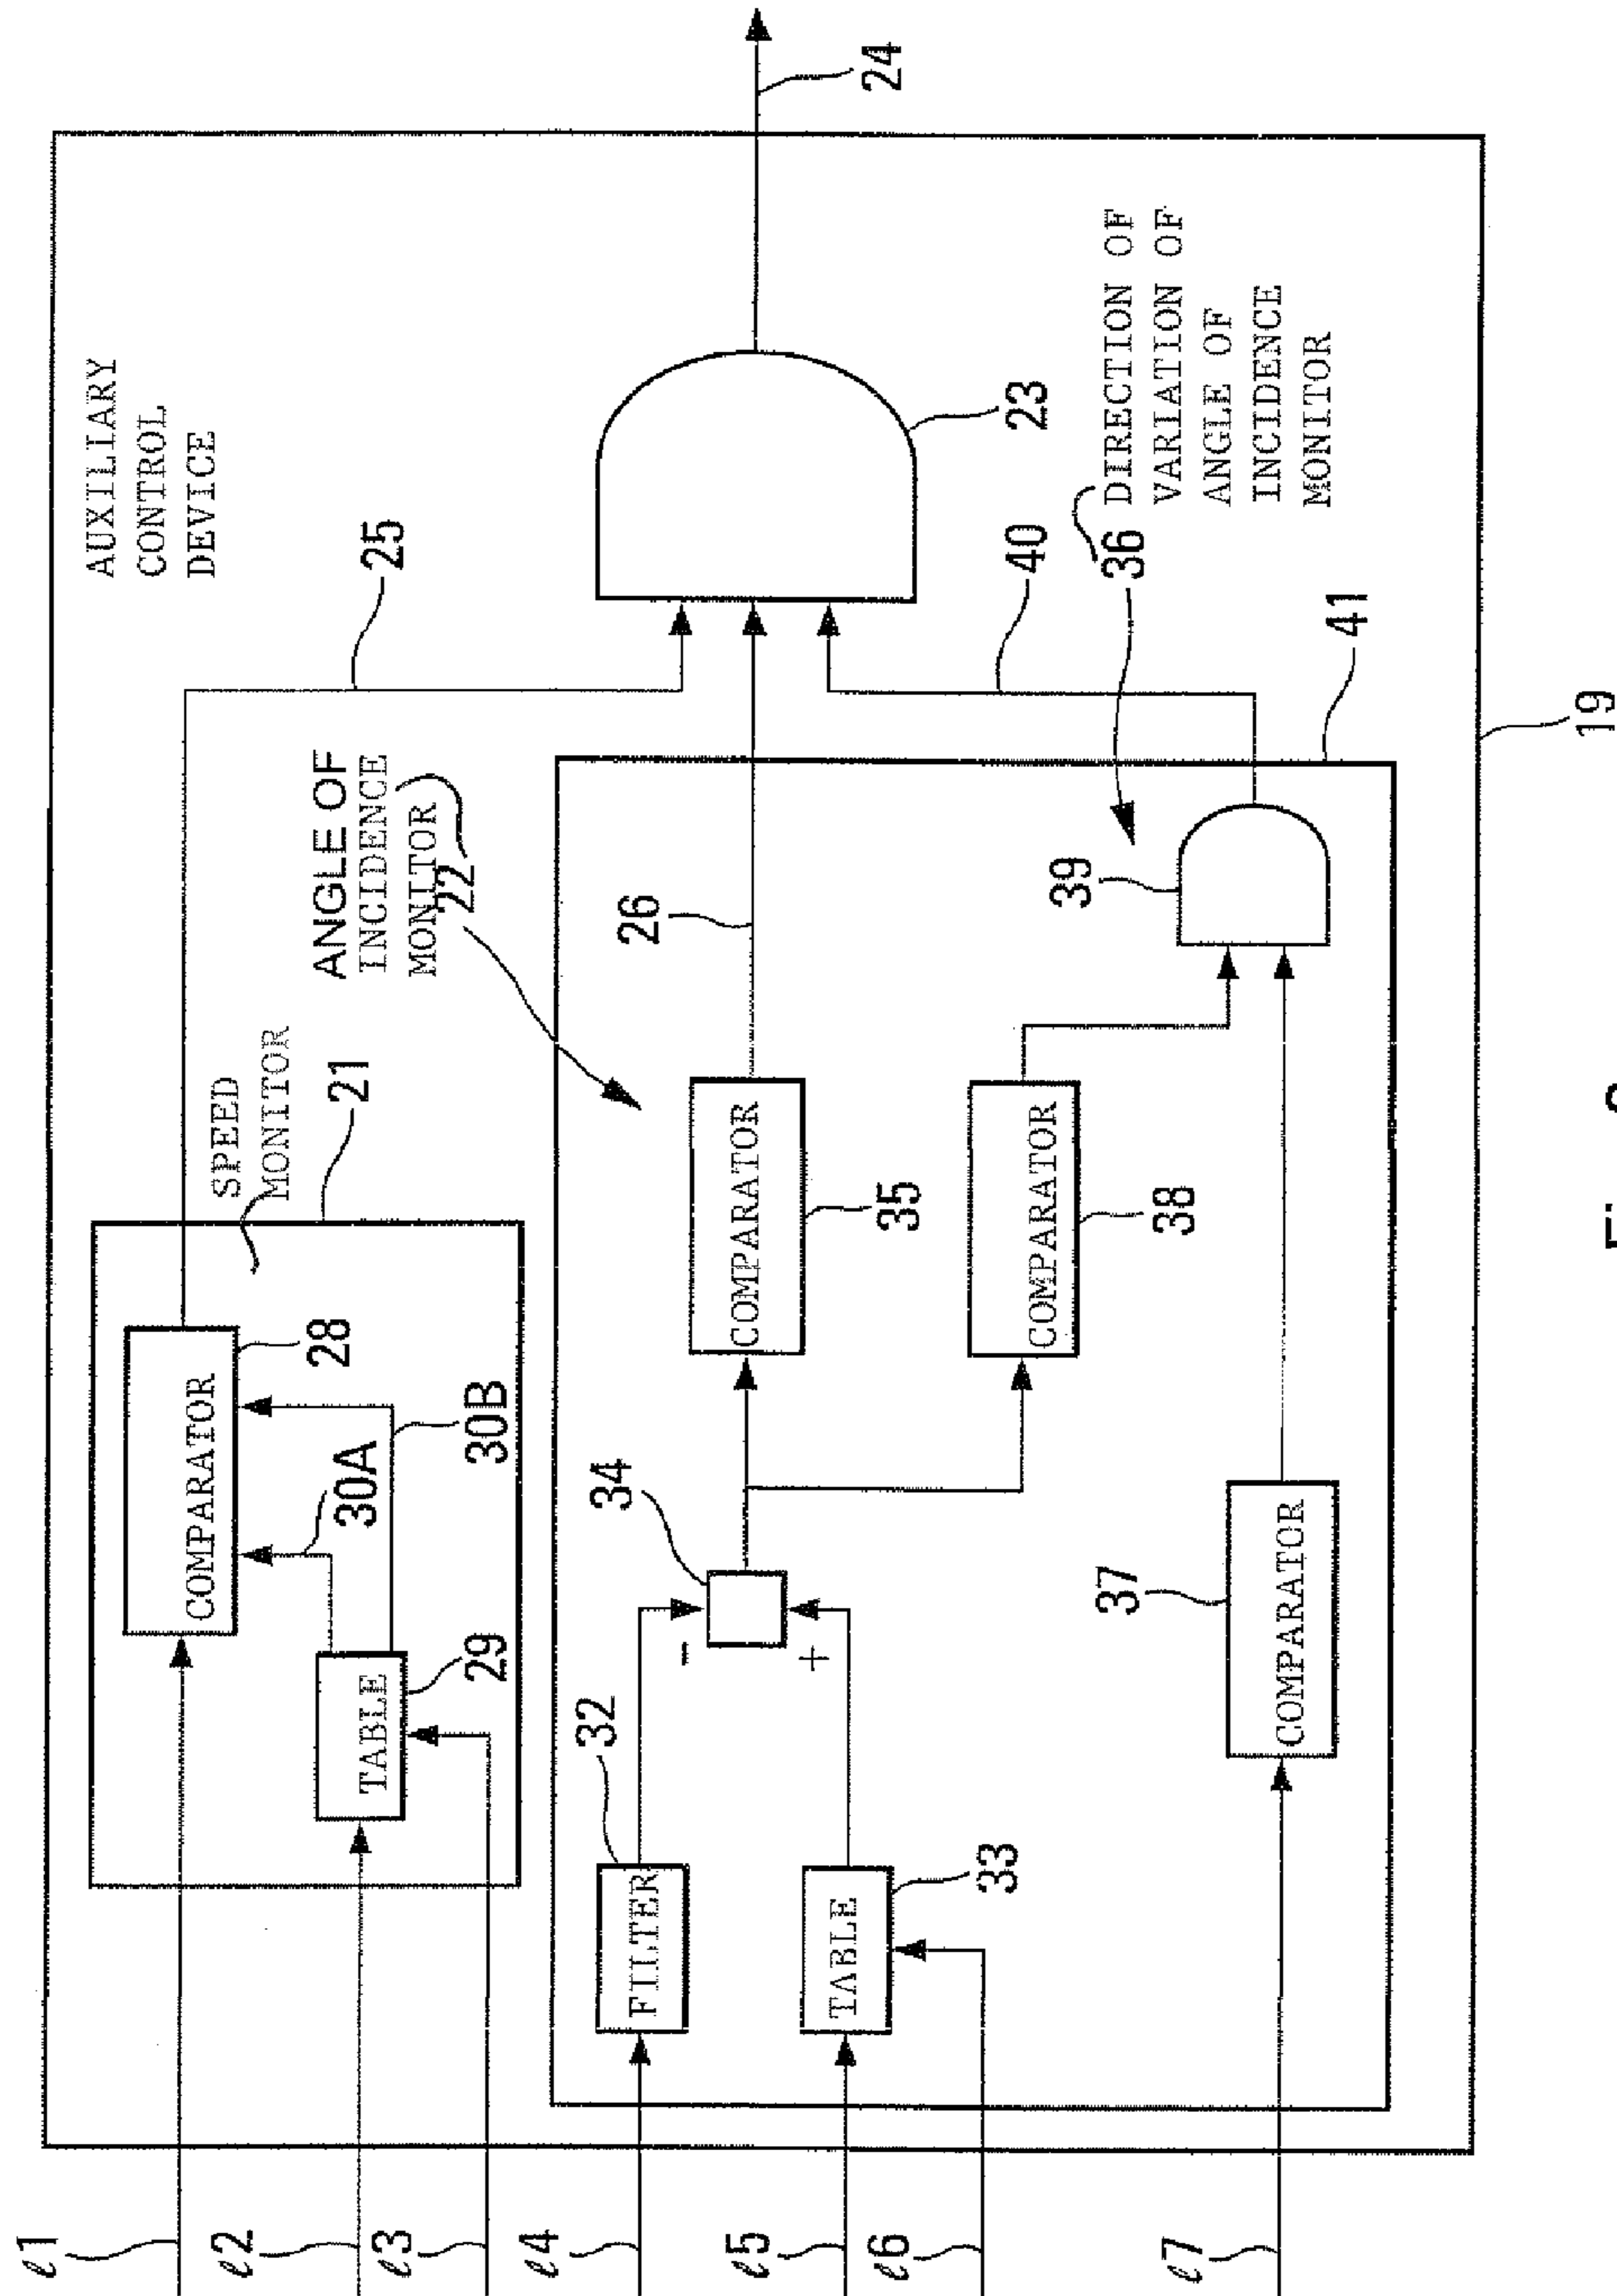 AUXILIARY
CONTROL
DEVICE
24
25
23
SPEED
MONITOR
21
COMPARATOR
28
30A
30B
TABLE
29
ANGLE OF
INCIDENCE
MONITOR
22
26
40
36
DIRECTION OF
VARIATION OF
ANGLE OF
INCIDENCE
MONITOR
41
19
39
COMPARATOR
35
COMPARATOR
38
34
-
+
FILTER
32
TABLE
33
COMPARATOR
37
ℓ1
ℓ2
ℓ3
ℓ4
ℓ5
ℓ6
ℓ7